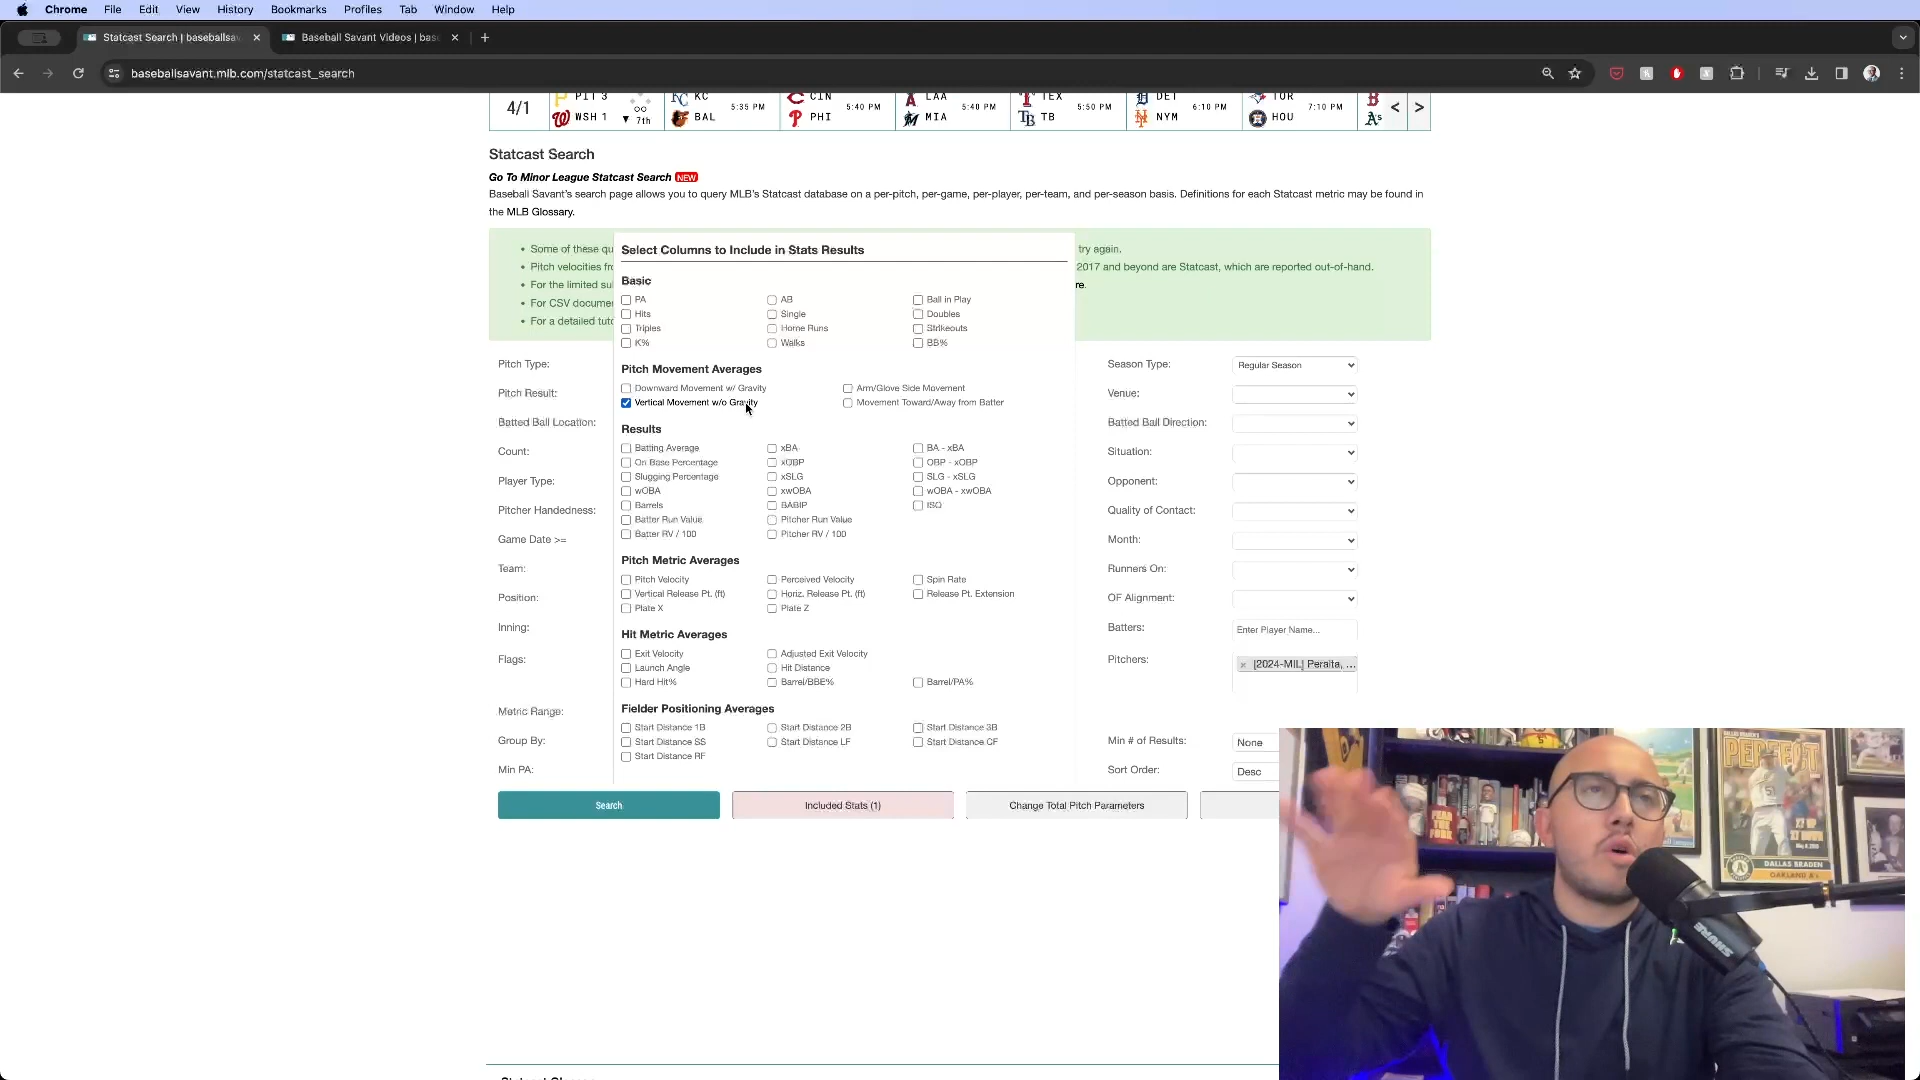 Chrome File Edit View History Bookmarks Profiles Tab Window Help
Statcast Search | baseballsa
Baseball Savant Videos | bas
baseballsavant.mlb.com/statcast_search
4/1
PIT 3
WSH 1
7th
KC
BAL
5:35 PM
CIN
PHI
5:40 PM
LAA
MIA
5:40 PM
TEX
TB
5:50 PM
DET
NYM
6:10 PM
TOR
HOU
7:10 PM
Statcast Search
Go To Minor League Statcast Search NEW
Baseball Savant's search page allows you to query MLB's Statcast database on a per-pitch, per-game, per-player, per-team, and per-season basis. Definitions for each Statcast metric may be found in
the MLB Glossary.
• Some of these qu
try again.
• Pitch velocities fr
2017 and beyond are Statcast, which are reported out-of-hand.
• For the limited su
re.
• For CSV docume
• For a detailed tuto
Select Columns to Include in Stats Results
Basic
PA AB Ball in Play
Hits Single Doubles
Triples Home Runs Strikeouts
K% Walks BB%
Pitch Movement Averages
Downward Movement w/ Gravity Arm/Glove Side Movement
Vertical Movement w/o Gravity Movement Toward/Away from Batter
Results
Batting Average xBA BA - xBA
On Base Percentage xOBP OBP - xOBP
Slugging Percentage xSLG SLG - xSLG
wOBA xwOBA wOBA - xwOBA
Barrels BABIP ISO
Batter Run Value Pitcher Run Value
Batter RV / 100 Pitcher RV / 100
Pitch Metric Averages
Pitch Velocity Perceived Velocity Spin Rate
Vertical Release Pt. (ft) Horiz. Release Pt. (ft) Release Pt. Extension
Plate X Plate Z
Hit Metric Averages
Exit Velocity Adjusted Exit Velocity
Launch Angle Hit Distance
Hard Hit% Barrel/BBE% Barrel/PA%
Fielder Positioning Averages
Start Distance 1B Start Distance 2B Start Distance 3B
Start Distance SS Start Distance LF Start Distance CF
Start Distance RF
Pitch Type:
Pitch Result:
Batted Ball Location:
Count:
Player Type:
Pitcher Handedness:
Game Date >=
Team:
Position:
Inning:
Flags:
Metric Range:
Group By:
Min PA:
Season Type: Regular Season
Venue:
Batted Ball Direction:
Situation:
Opponent:
Quality of Contact:
Month:
Runners On:
OF Alignment:
Batters: Enter Player Name...
Pitchers: × [2024-MIL] Peralta, ...
Min # of Results: None
Sort Order: Desc
Search Included Stats (1) Change Total Pitch Parameters
FEAR
THE
FORK
PERFECT
27 UP
27 DOWN
DALLAS BRADEN
OAKLAND A's
SHURE